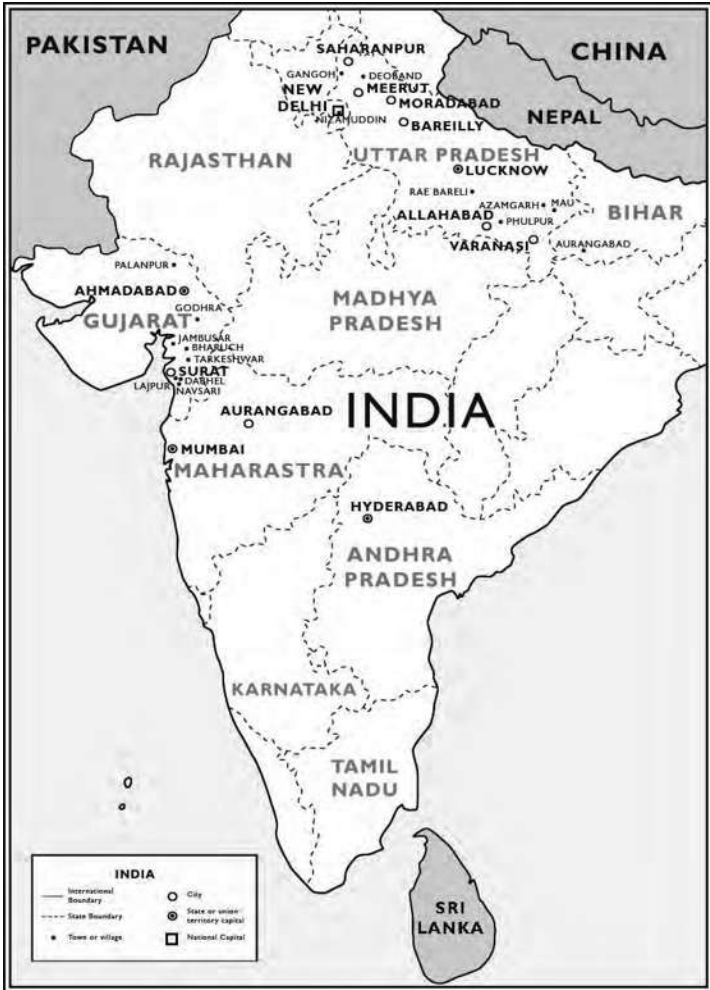 PAKISTAN
CHINA
SAHARANPUR
GANGOH
DEOBAND
NEW
DELHI
MEERUT
MORADABAD
NIZAMUDDIN
BAREILLY
NEPAL
RAJASTHAN
UTTAR PRADESH
LUCKNOW
RAE BARELI
AZAMGARH
MAU
ALLAHABAD
PHULPUR
BIHAR
VARANASI
AURANGABAD
PALANPUR
AHMADABAD
GODHRA
GUJARAT
MADHYA
PRADESH
JAMBUSAR
BHARUCH
TARKESHWAR
SURAT
LAJPUR
DABHEL
NAVSARI
AURANGABAD
INDIA
MUMBAI
MAHARASTRA
HYDERABAD
ANDHRA
PRADESH
KARNATAKA
TAMIL
NADU
SRI
LANKA
INDIA
International
Boundary
City
State Boundary
State or union
territory capital
Town or village
National Capital